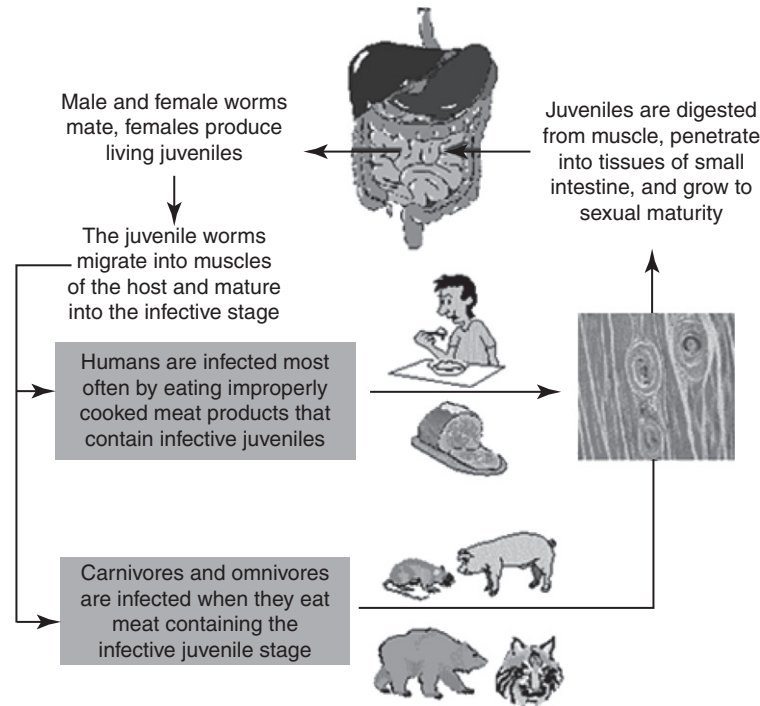 Male and female worms
mate, females produce
living juveniles
Juveniles are digested
from muscle, penetrate
into tissues of small
intestine, and grow to
sexual maturity
The juvenile worms
migrate into muscles
of the host and mature
into the infective stage
Humans are infected most
often by eating improperly
cooked meat products that
contain infective juveniles
Carnivores and omnivores
are infected when they eat
meat containing the
infective juvenile stage